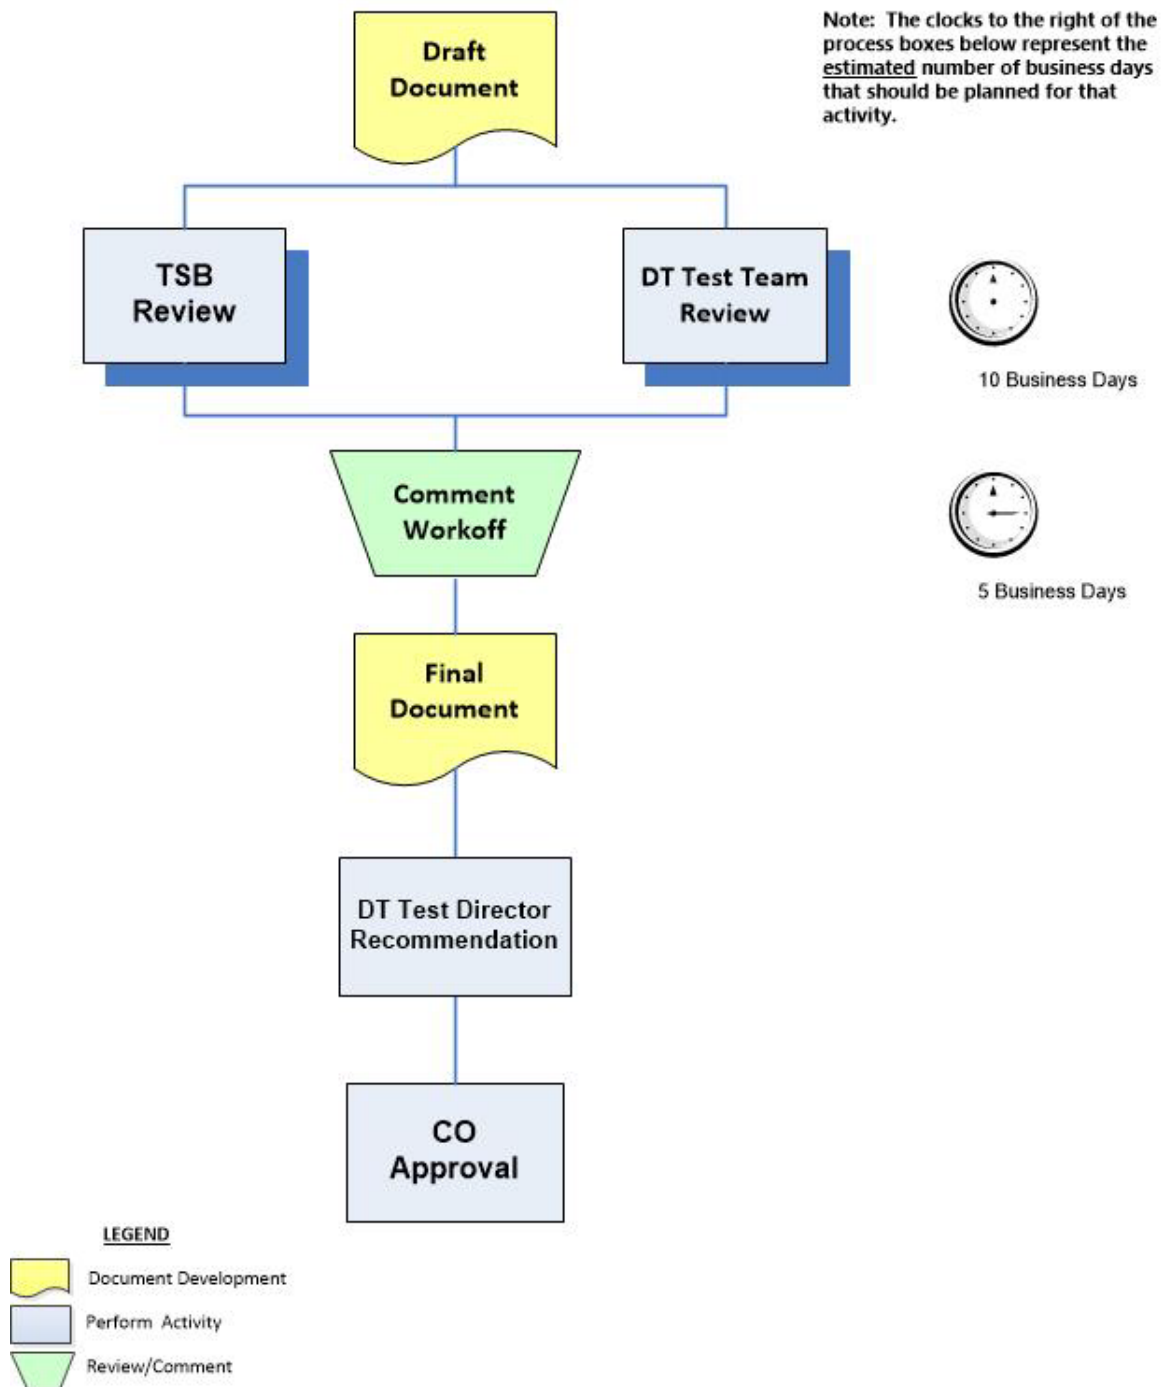 Draft
Document
Note: The clocks to the right of the
process boxes below represent the
estimated number of business days
that should be planned for that
activity.
TSB
Review
DT Test Team
Review
10 Business Days
Comment
Workoff
5 Business Days
Final
Document
DT Test Director
Recommendation
CO
Approval
LEGEND
Document Development
Perform Activity
Review/Comment